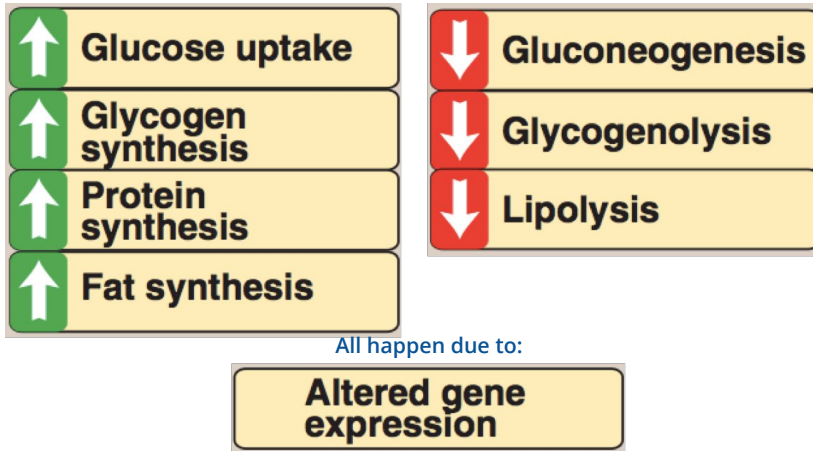 Glucose uptake
Glycogen
synthesis
Protein
synthesis
Fat synthesis
Gluconeogenesis
Glycogenolysis
Lipolysis
All happen due to:
Altered gene
expression